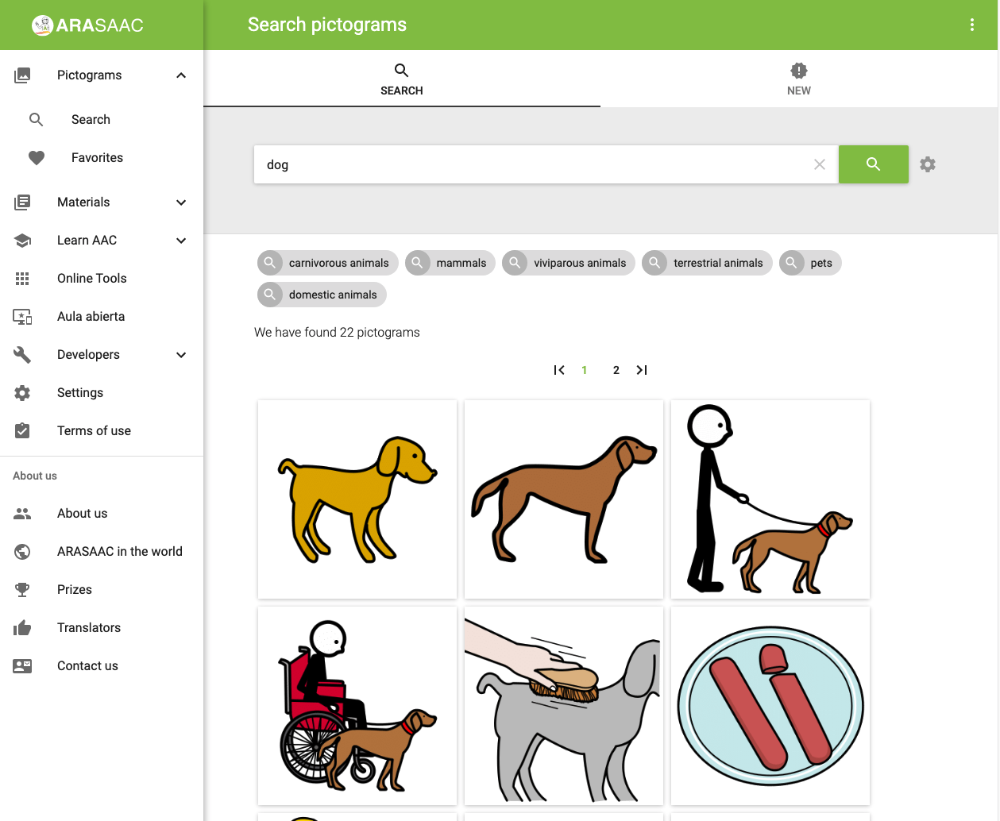 ARASAAC
Search pictograms
Pictograms
Search
Favorites
Materials
Learn AAC
Online Tools
Aula abierta
Developers
Settings
Terms of use
About us
About us
ARASAAC in the world
Prizes
Translators
Contact us
SEARCH
NEW
dog
carnivorous animals
mammals
viviparous animals
terrestrial animals
pets
domestic animals
We have found 22 pictograms
1 2